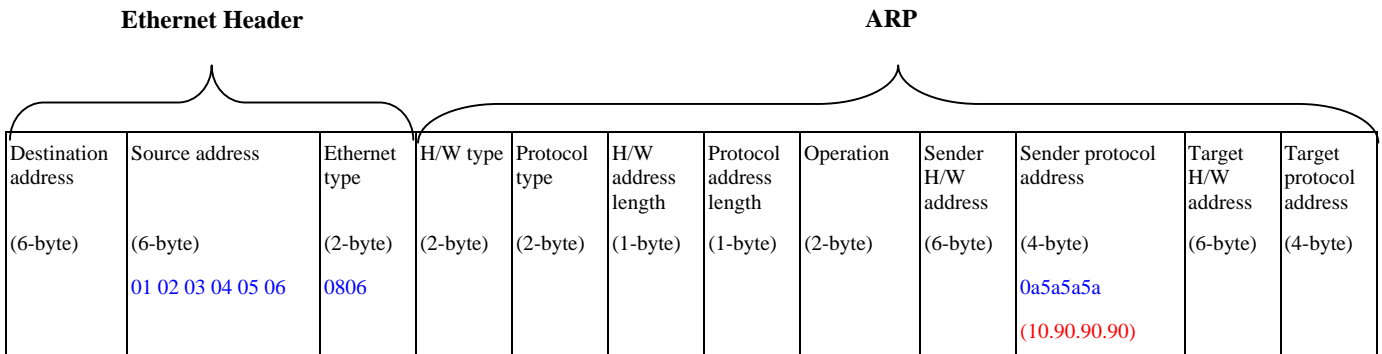 Ethernet Header ARP
Destination address Source address Ethernet type H/W type Protocol type H/W address length Protocol address length Operation Sender H/W address Sender protocol address Target H/W address Target protocol address
(6-byte) (6-byte) (2-byte) (2-byte) (2-byte) (1-byte) (1-byte) (2-byte) (6-byte) (4-byte) (6-byte) (4-byte)
01 02 03 04 05 06 0806 0a5a5a5a
(10.90.90.90)